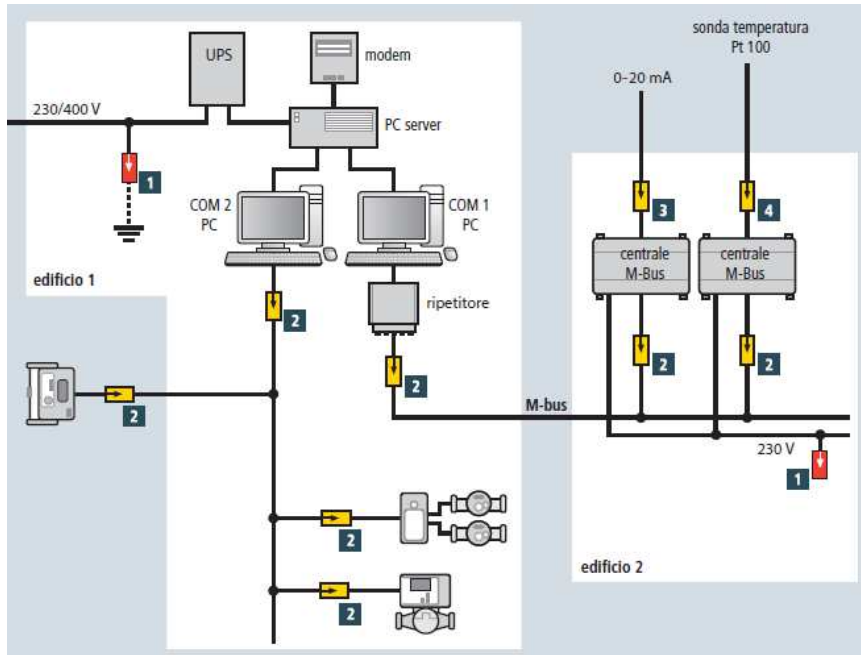 sonda temperatura
Pt 100
UPS
modem
0–20 mA
230/400 V
PC server
1
COM 2
PC
COM 1
PC
3
4
centrale
M-Bus
centrale
M-Bus
edificio 1
ripetitore
2
2
2
2
2
M-bus
230 V
1
2
edificio 2
2